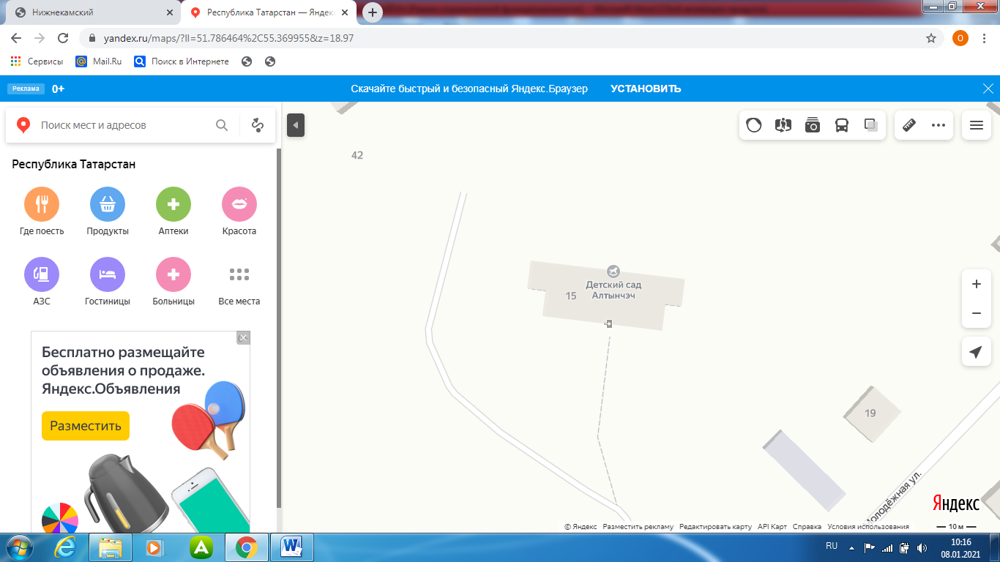 Нижнекамский
Республика Татарстан — Яндек
yandex.ru/maps/?ll=51.786464%2C55.369955&z=18.97
О
Сервисы
Mail.Ru
Поиск в Интернете
Реклама
0+
Скачайте быстрый и безопасный Яндекс.Браузер
УСТАНОВИТЬ
Поиск мест и адресов
Республика Татарстан
Где поесть
Продукты
Аптеки
Красота
АЗС
Гостиницы
Больницы
Все места
Бесплатно размещайте
объявления о продаже.
Яндекс.Объявления
Разместить
42
Детский сад
Алтынчэч
15
19
Молодёжная ул.
Яндекс
© Яндекс
Разместить рекламу
Редактировать карту
API Карт
Справка
Условия использования
10 м
RU
10:16
08.01.2021